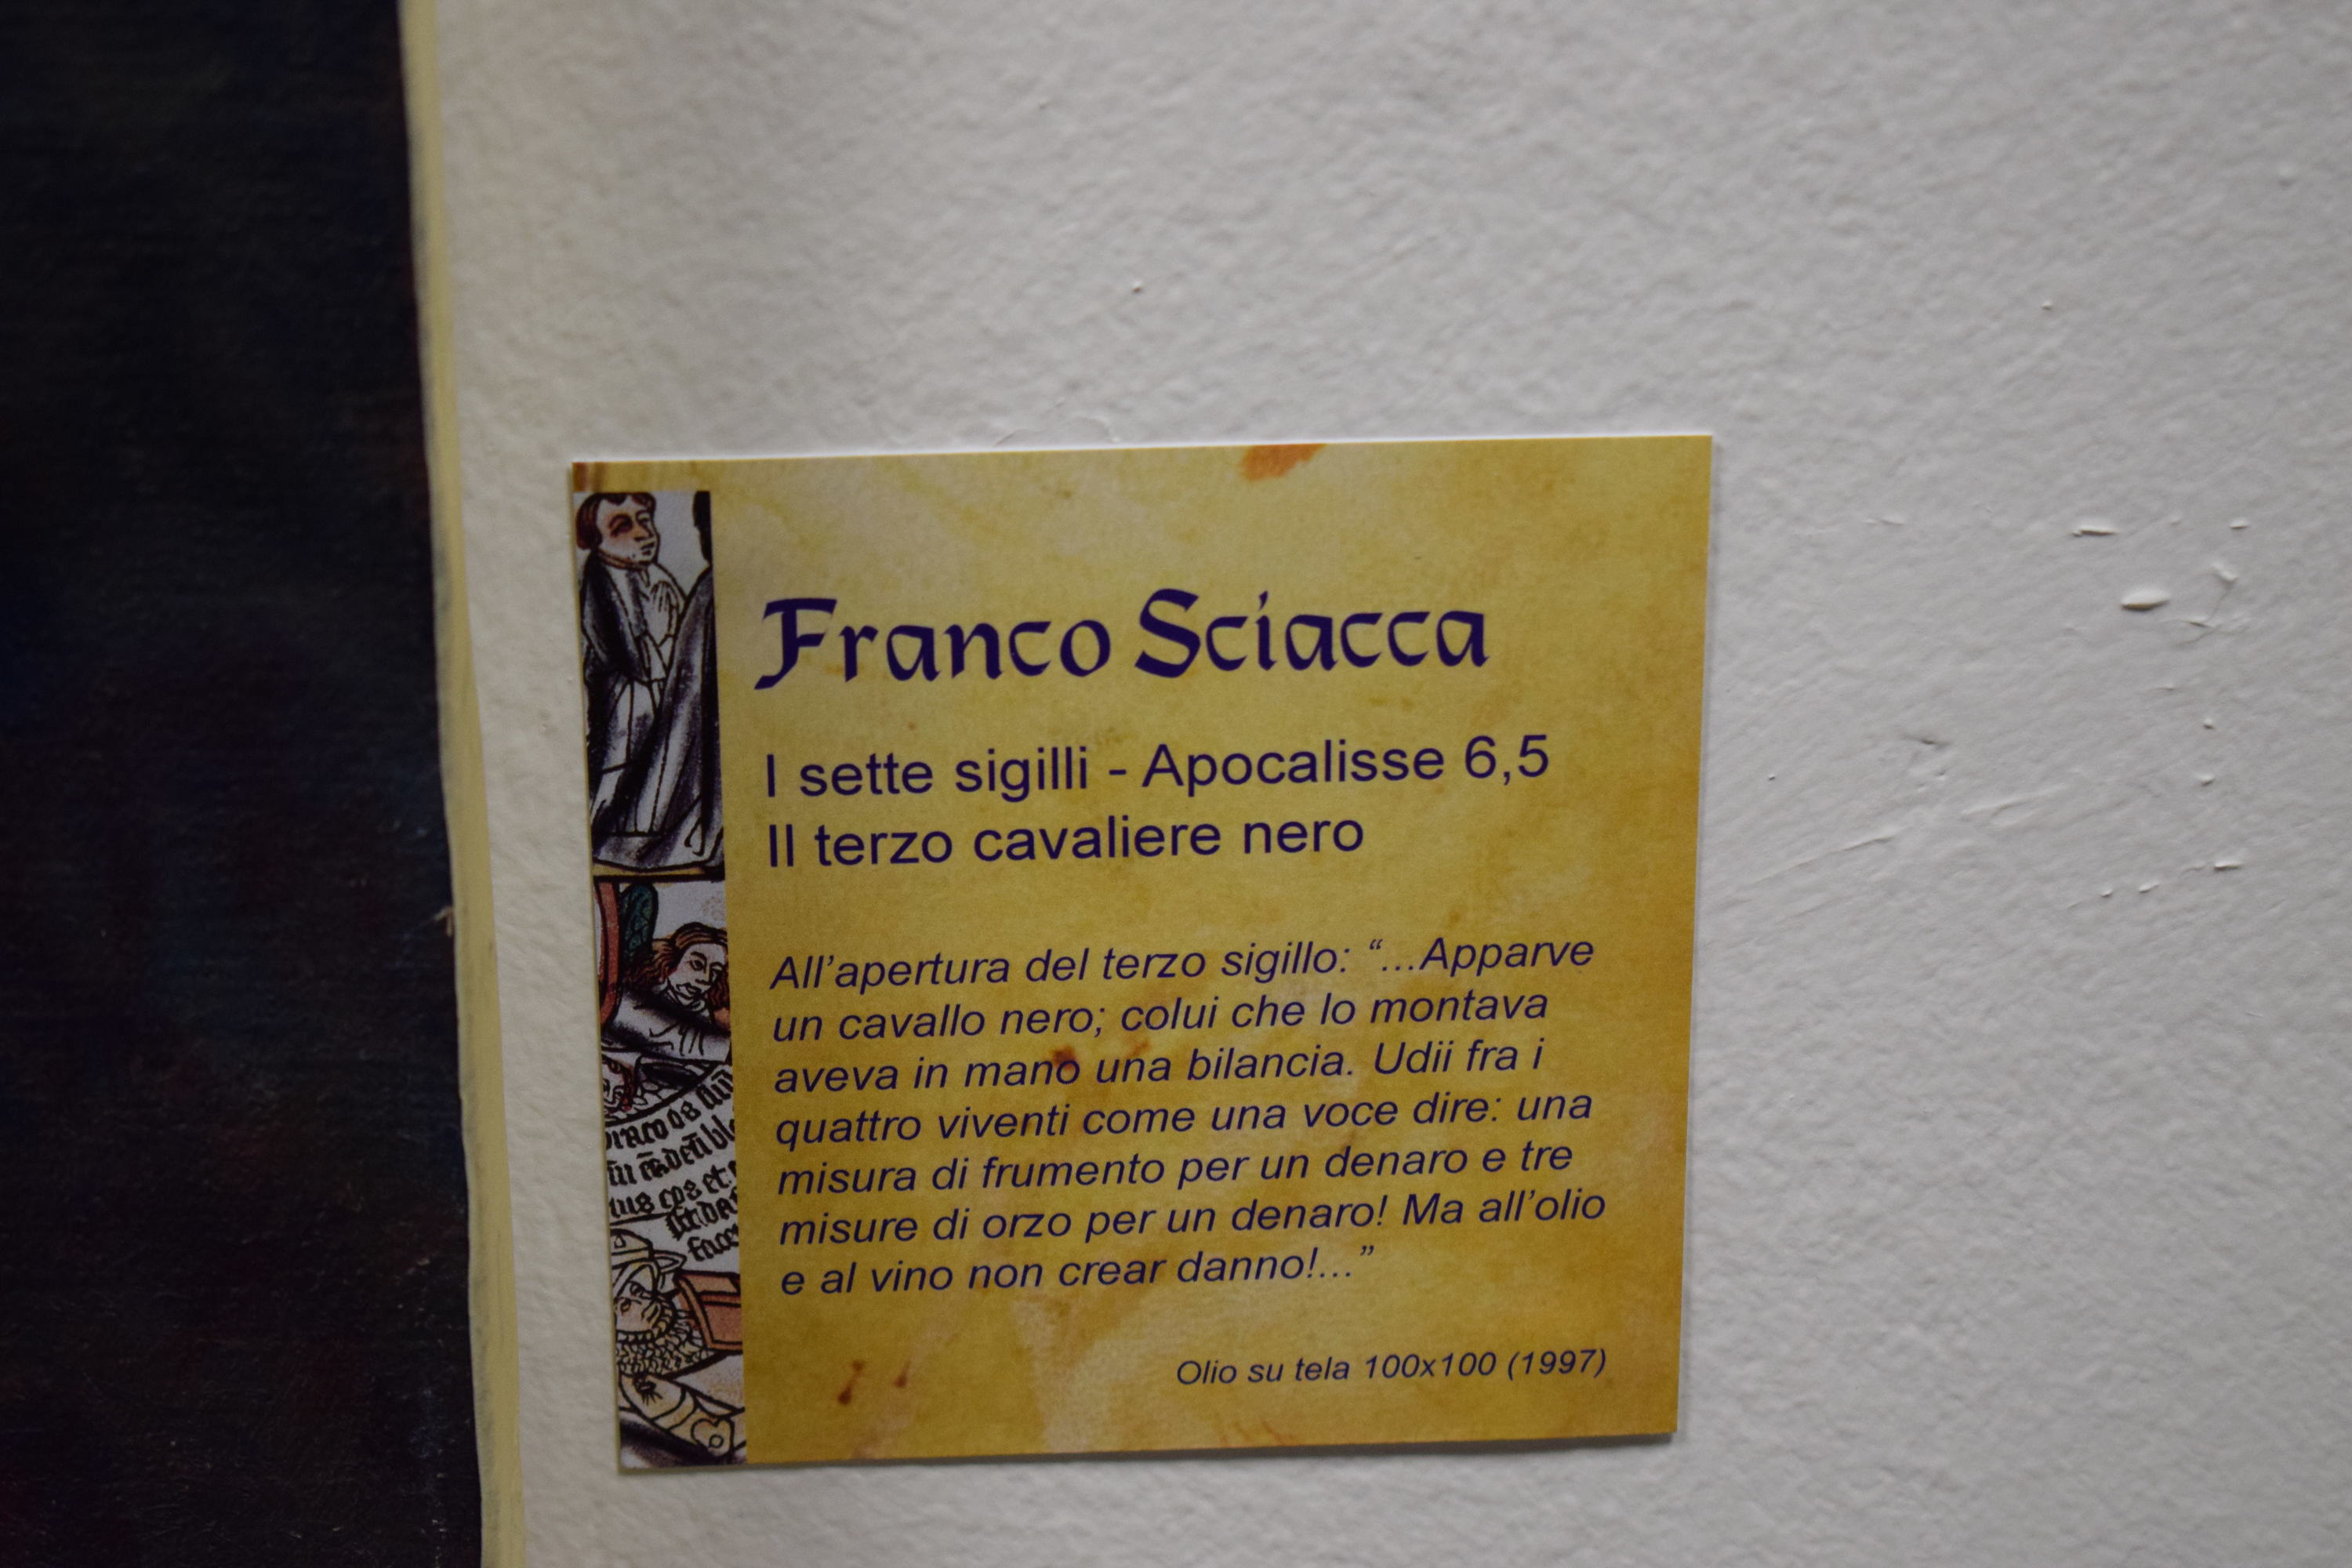 Franco Sciacca
I sette sigilli - Apocalisse 6,5
Il terzo cavaliere nero
All’apertura del terzo sigillo: “...Apparve
un cavallo nero; colui che lo montava
aveva in mano una bilancia. Udii fra i
quattro viventi come una voce dire: una
misura di frumento per un denaro e tre
misure di orzo per un denaro! Ma all’olio
e al vino non crear danno!...”
Olio su tela 100x100 (1997)